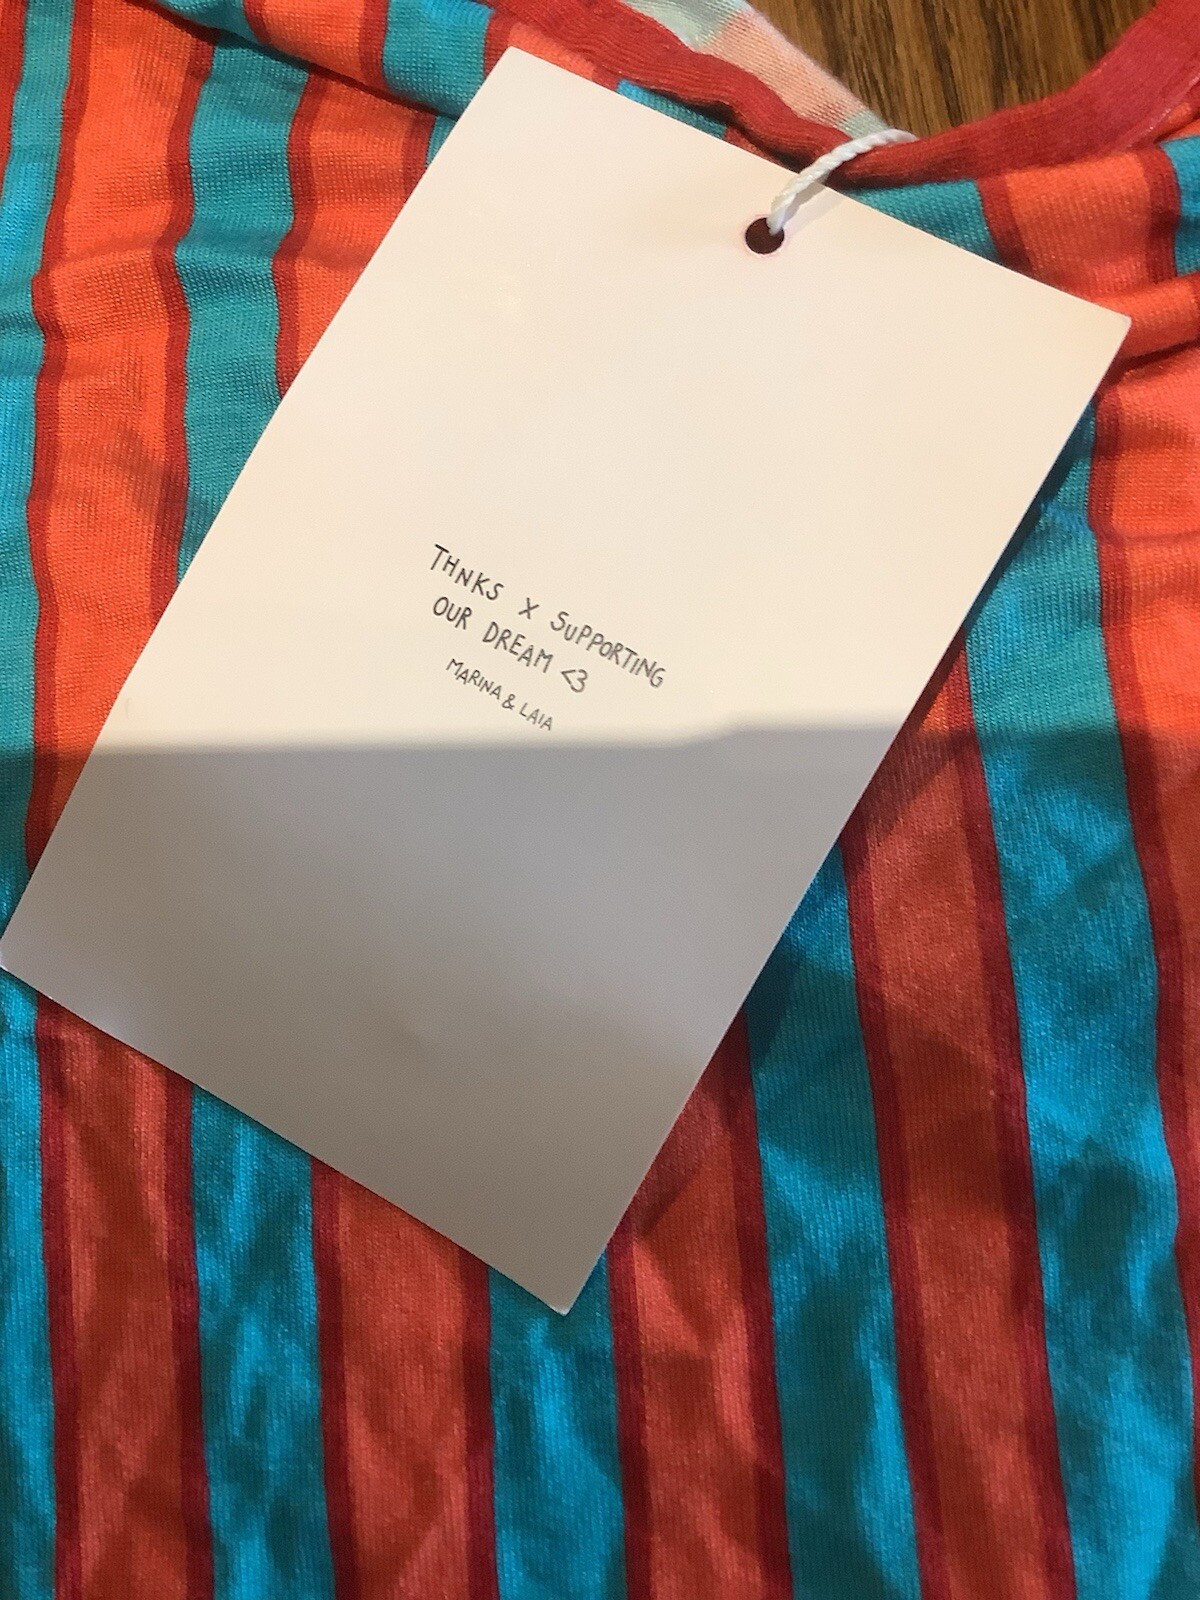 THNKS X SUPPORTING
OUR DREAM <3
MARINA & LAIA